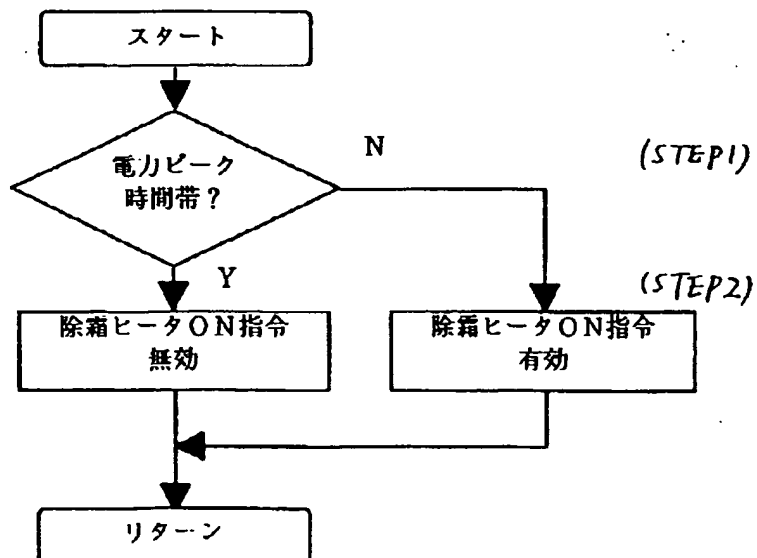 スタート
電力ピーク
時間帯？
N
(STEP1)
Y
(STEP2)
除霜ヒータON指令
無効
除霜ヒータON指令
有効
リターン